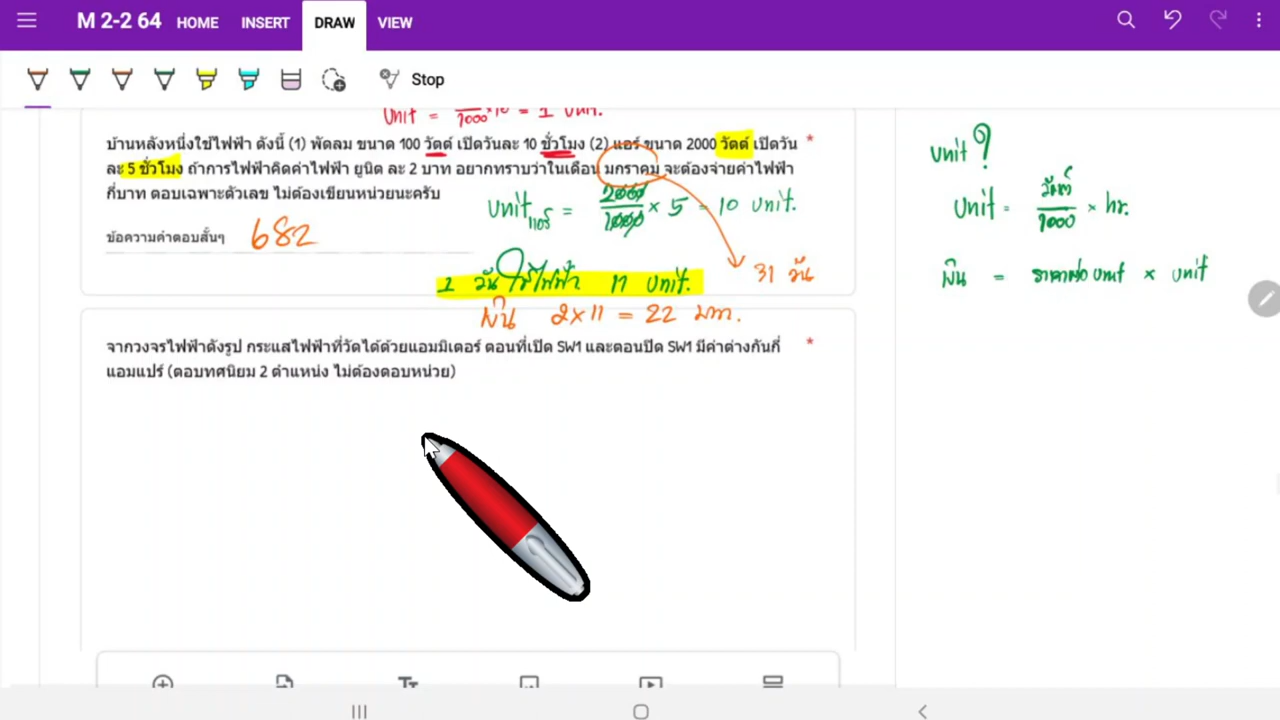 M 2-2 64 HOME INSERT DRAW VIEW
Stop
Unit = /1000 × 10 = 1 Unit.
บ้านหลังหนึ่งใช้ไฟฟ้า ดังนี้ (1) พัดลม ขนาด 100 วัตต์ เปิดวันละ 10 ชั่วโมง (2) แอร์ ขนาด 2000 วัตต์ เปิดวัน *
ละ 5 ชั่วโมง ถ้าการไฟฟ้าคิดค่าไฟฟ้า ยูนิต ละ 2 บาท อยากทราบว่าในเดือน มกราคม จะต้องจ่ายค่าไฟฟ้า
กี่บาท ตอบเฉพาะตัวเลข ไม่ต้องเขียนหน่วยนะครับ
Unit แอร์ = 2000/1000 × 5 = 10 Unit.
ข้อความคำตอบสั้นๆ 682
31 วัน
1 วัน ใช้ไฟฟ้า 11 Unit.
เงิน 2×11 = 22 บาท.
จากวงจรไฟฟ้าดังรูป กระแสไฟฟ้าที่วัดได้ด้วยแอมมิเตอร์ ตอนที่เปิด SW1 และตอนปิด SW1 มีค่าต่างกันกี่ *
แอมแปร์ (ตอบทศนิยม 2 ตำแหน่ง ไม่ต้องตอบหน่วย)
Unit ?
Unit = วัตต์/1000 × hr.
เงิน = ราคาต่อ Unit × Unit
Tт